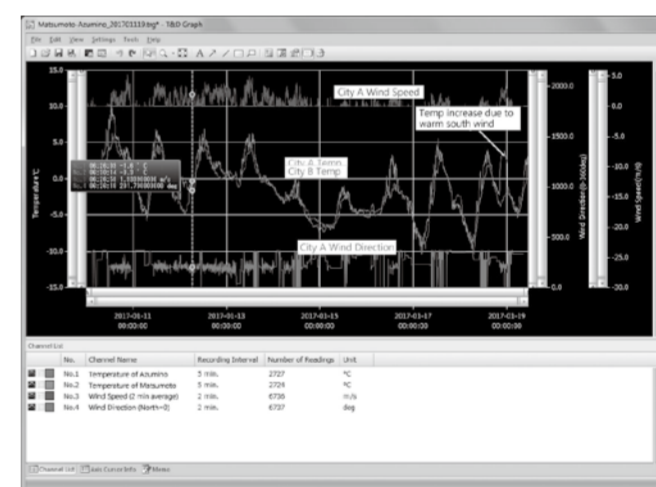 Matsumoto-Azumino_20170119.trg* - T&D Graph
File Edit View Settings Tools Help
15.0
10.0
5.0
0.0
-5.0
-10.0
-15.0
Temperature℃
City A Wind Speed
Temp increase due to
warm south wind
City A Temp
City B Temp
City A Wind Direction
2000.0
1500.0
500.0
0.0
Wind Direction(0-360deg)
5.0
0.0
-5.0
-10.0
-15.0
-20.0
-25.0
-30.0
Wind Speed(m/s)
2017-01-11 2017-01-13 2017-01-15 2017-01-17 2017-01-19
00:00:00 00:00:00 00:00:00 00:00:00 00:00:00
Channel List
No. Channel Name Recording Interval Number of Readings Unit
No.1 Temperature of Azumino 5 min. 2727 ℃
No.2 Temperature of Matsumoto 5 min. 2724 ℃
No.3 Wind Speed (2 min average) 2 min. 6736 m/s
No.4 Wind Direction (North=0) 2 min. 6737 deg
Channel List Axis Cursor Info Memo